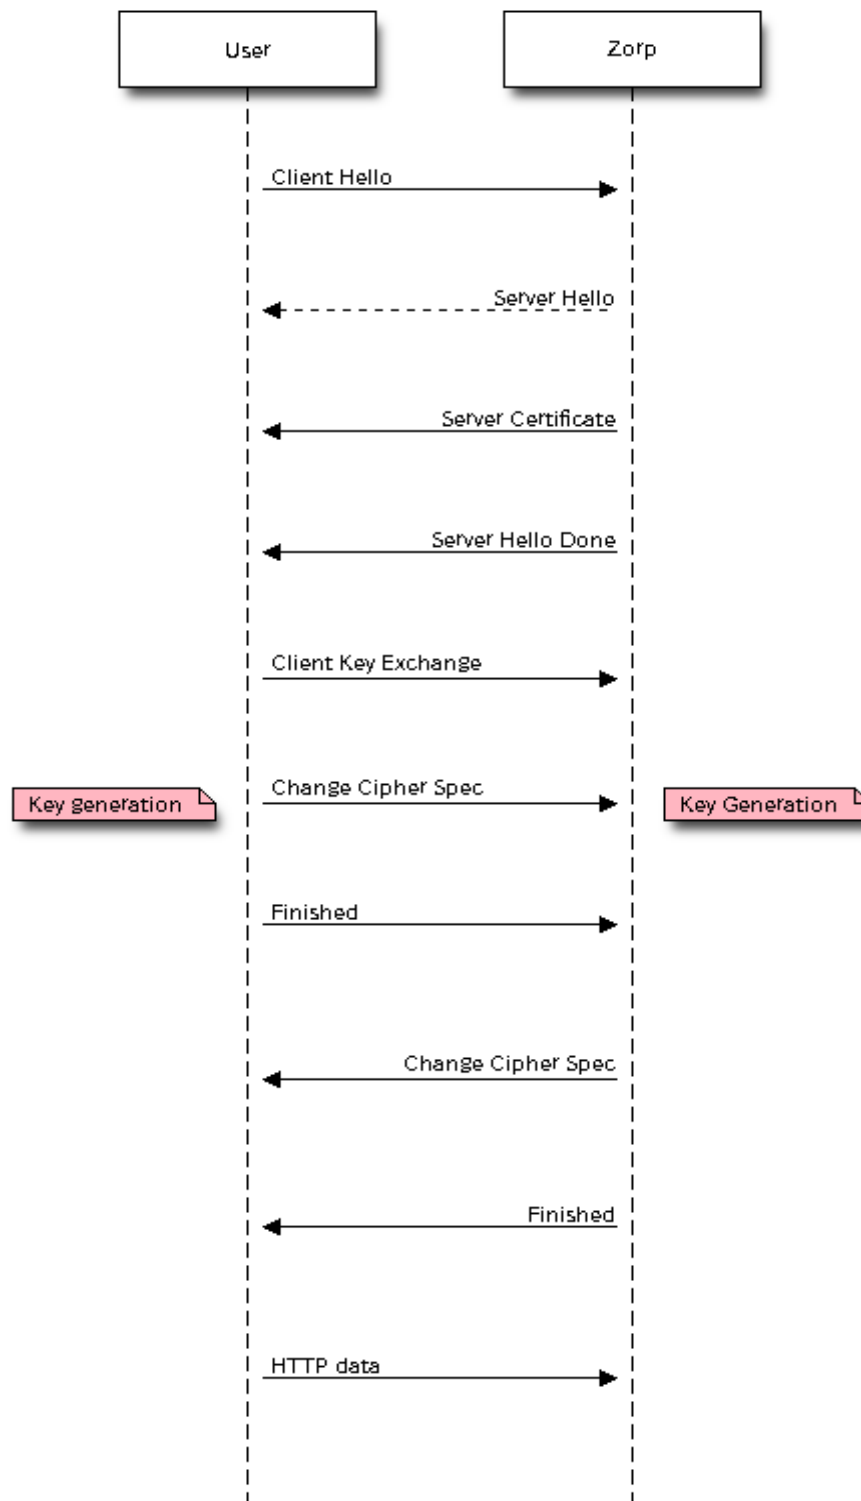 User
Zorp
Client Hello
Server Hello
Server Certificate
Server Hello Done
Client Key Exchange
Key generation
Change Cipher Spec
Key Generation
Finished
Change Cipher Spec
Finished
HTTP data